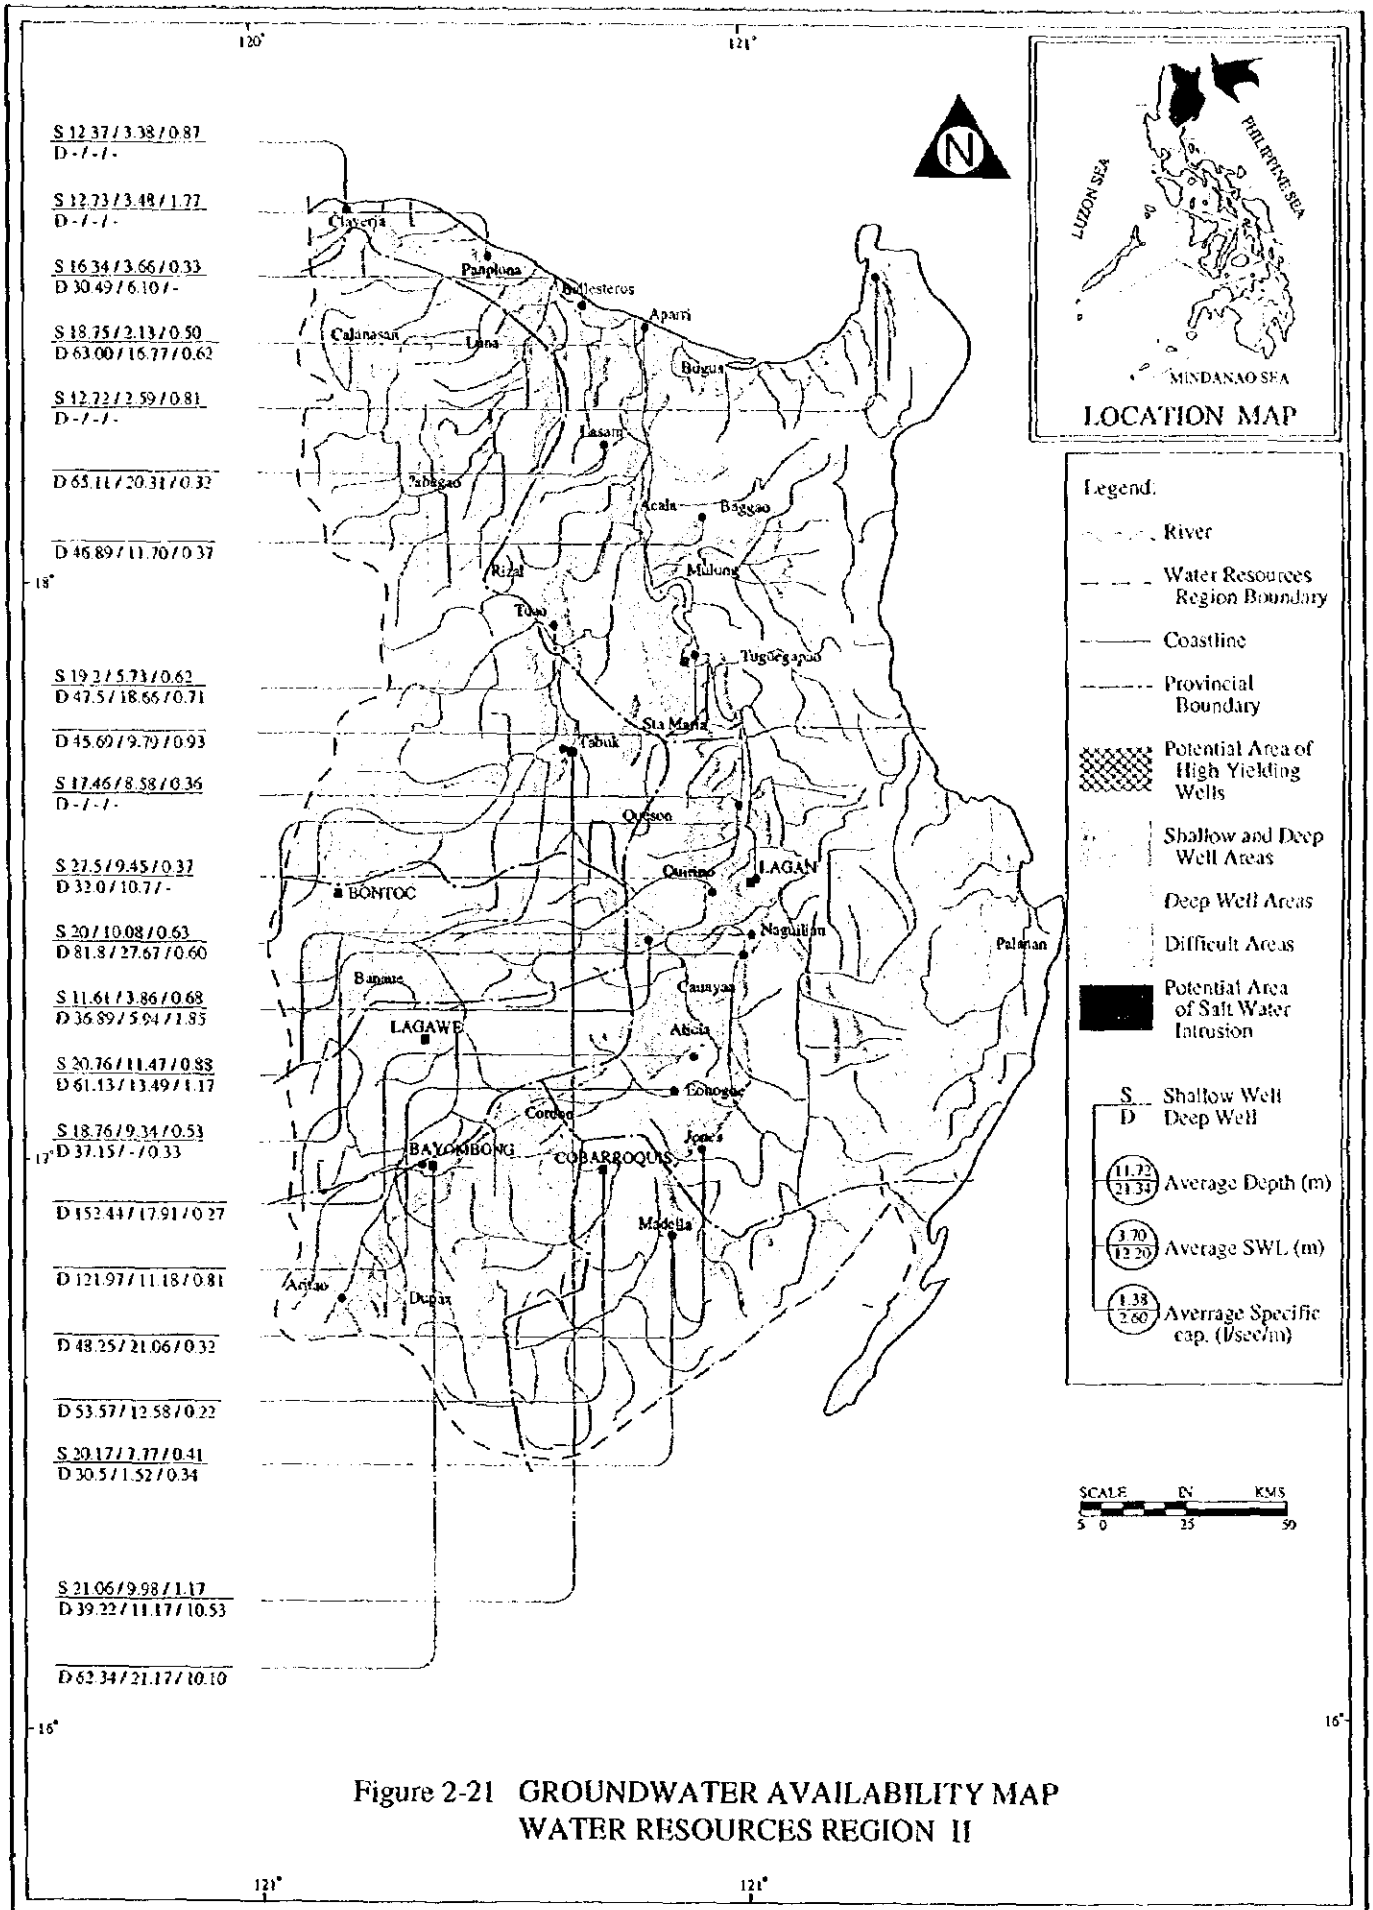 120°
121°
S 12.37 / 3.38 / 0.87
D - / - / -
S 12.73 / 3.48 / 1.77
D - / - / -
S 16.34 / 3.66 / 0.33
D 30.49 / 6.10 / -
S 18.75 / 2.13 / 0.50
D 63.00 / 16.77 / 0.62
S 12.72 / 2.59 / 0.81
D - / - / -
D 65.11 / 20.31 / 0.32
D 46.89 / 11.70 / 0.37
18°
S 19.2 / 5.73 / 0.62
D 47.5 / 18.66 / 0.71
D 45.69 / 9.79 / 0.93
S 17.46 / 8.58 / 0.36
D - / - / -
S 27.5 / 9.45 / 0.37
D 32.0 / 10.7 / -
S 20 / 10.08 / 0.63
D 81.8 / 27.67 / 0.60
S 11.61 / 3.86 / 0.68
D 36.89 / 5.94 / 1.85
S 20.76 / 11.47 / 0.88
D 61.13 / 13.49 / 1.17
S 18.76 / 9.34 / 0.53
D 37.15 / - / 0.33
17°
D 152.44 / 17.91 / 0.27
D 121.97 / 11.18 / 0.81
D 48.25 / 21.06 / 0.32
D 53.57 / 12.58 / 0.22
S 20.17 / 7.77 / 0.41
D 30.5 / 1.52 / 0.34
S 21.06 / 9.98 / 1.17
D 39.22 / 11.17 / 10.53
D 62.34 / 21.17 / 10.10
16°
16°
Claveria
Panplona
Ballesteros
Aparri
Calanasan
Luna
Bugus
Lasam
Acala
Baggao
Rizal
Mulong
Tuao
Tuguegarao
Sta Maria
Tabuk
Queson
Quirino
LAGAN
BONTOC
Naguilian
Palanan
Banaue
Cauayan
LAGAWE
Alicia
Echogue
Cordon
Jones
BAYOMBONG
COBARROQUIS
Madella
Aritao
Dupax
N
LUZON SEA
PHILIPPINE SEA
MINDANAO SEA
LOCATION MAP
Legend:
River
Water Resources
Region Boundary
Coastline
Provincial
Boundary
Potential Area of
High Yielding
Wells
Shallow and Deep
Well Areas
Deep Well Areas
Difficult Areas
Potential Area
of Salt Water
Intrusion
S Shallow Well
D Deep Well
11.72
21.34
Average Depth (m)
3.70
12.20
Average SWL (m)
1.38
2.60
Averrage Specific
cap. (l/sec/m)
SCALE IN KMS
5 0 25 50
Figure 2-21 GROUNDWATER AVAILABILITY MAP
WATER RESOURCES REGION II
121°
121°